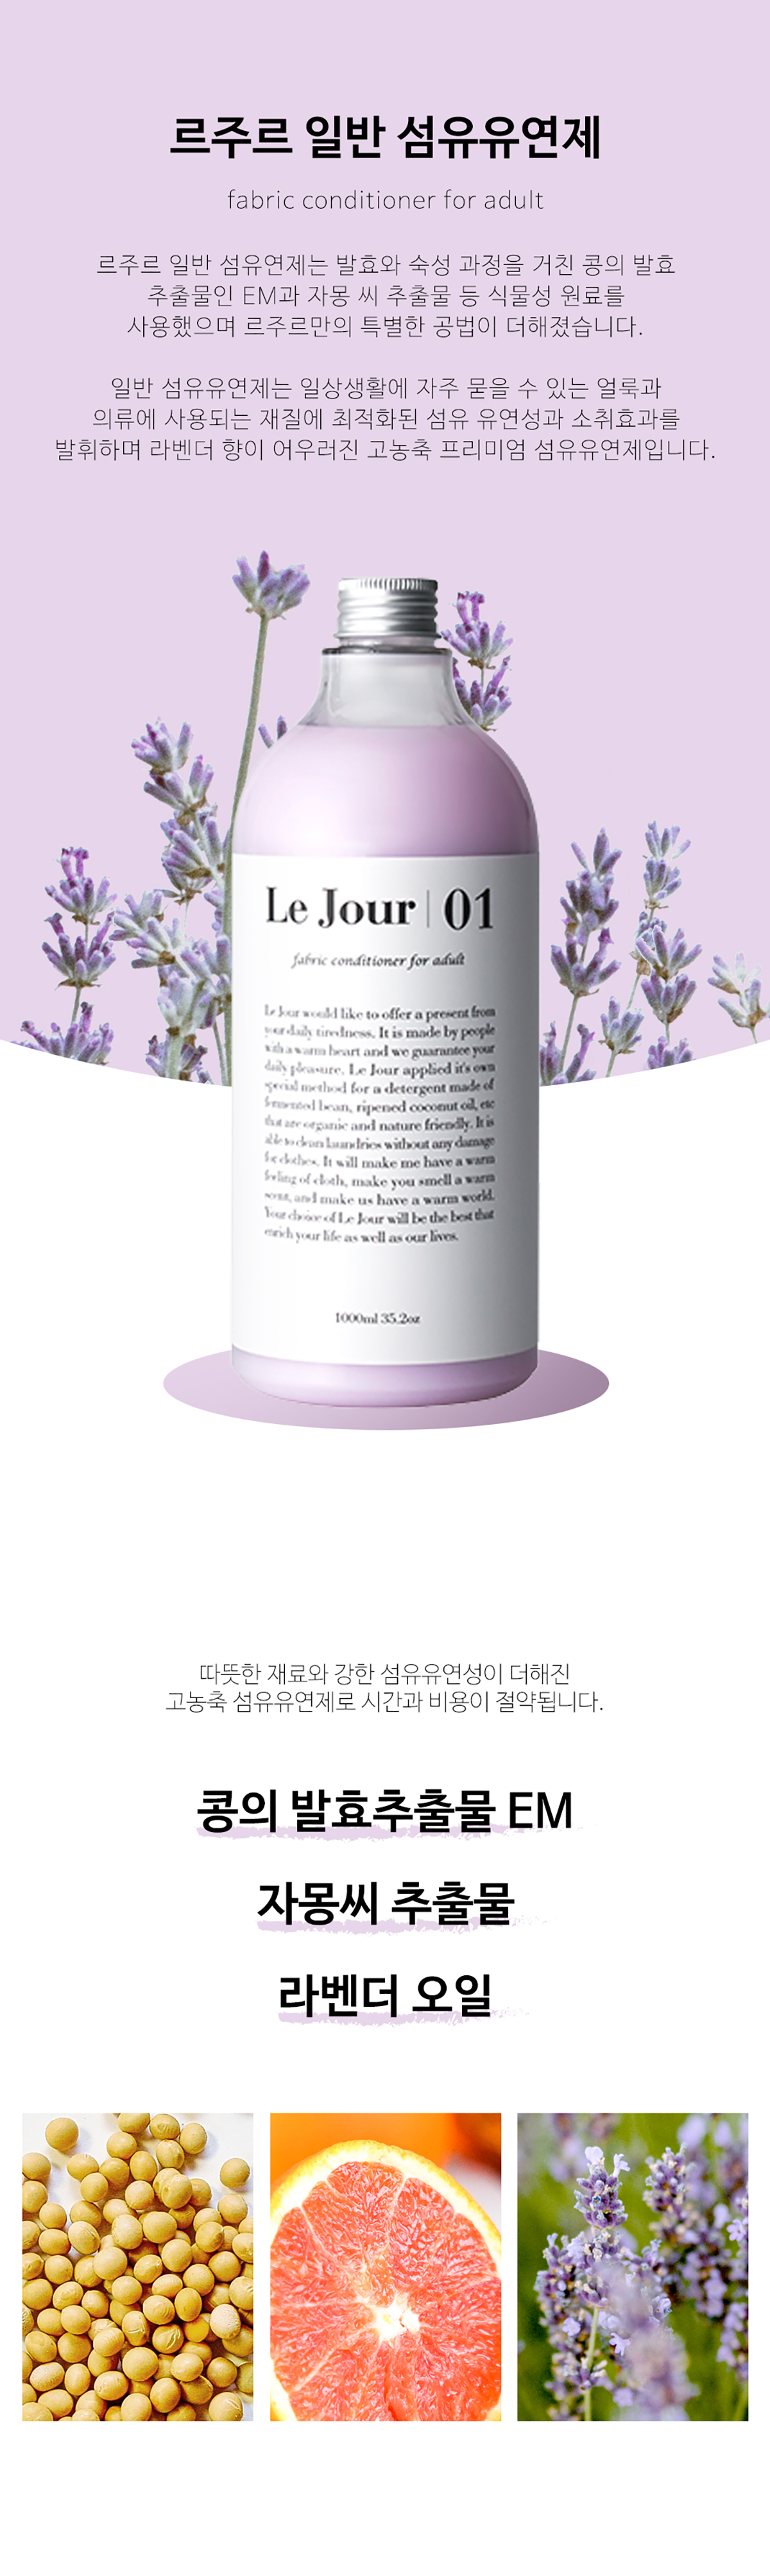 르주르 일반 섬유유연제
fabric conditioner for adult
르주르 일반 섬유연제는 발효와 숙성 과정을 거친 콩의 발효
추출물인 EM과 자몽 씨 추출물 등 식물성 원료를
사용했으며 르주르만의 특별한 공법이 더해졌습니다.
일반 섬유유연제는 일상생활에 자주 묻을 수 있는 얼룩과
의류에 사용되는 재질에 최적화된 섬유 유연성과 소취효과를
발휘하며 라벤더 향이 어우러진 고농축 프리미엄 섬유유연제입니다.
Le Jour | 01
fabric conditioner for adult
Le Jour would like to offer a present from
your daily tiredness. It is made by people
with a warm heart and we guarantee your
daily pleasure. Le Jour applied it's own
special method for a detergent made of
fermented bean, ripened coconut oil, etc
that are organic and nature friendly. It is
able to clean laundries without any damage
for clothes. It will make me have a warm
feeling of cloth, make you smell a warm
scent, and make us have a warm world.
Your choice of Le Jour will be the best that
enrich your life as well as our lives.
1000ml 35.2oz
따뜻한 재료와 강한 섬유유연성이 더해진
고농축 섬유유연제로 시간과 비용이 절약됩니다.
콩의 발효추출물 EM
자몽씨 추출물
라벤더 오일